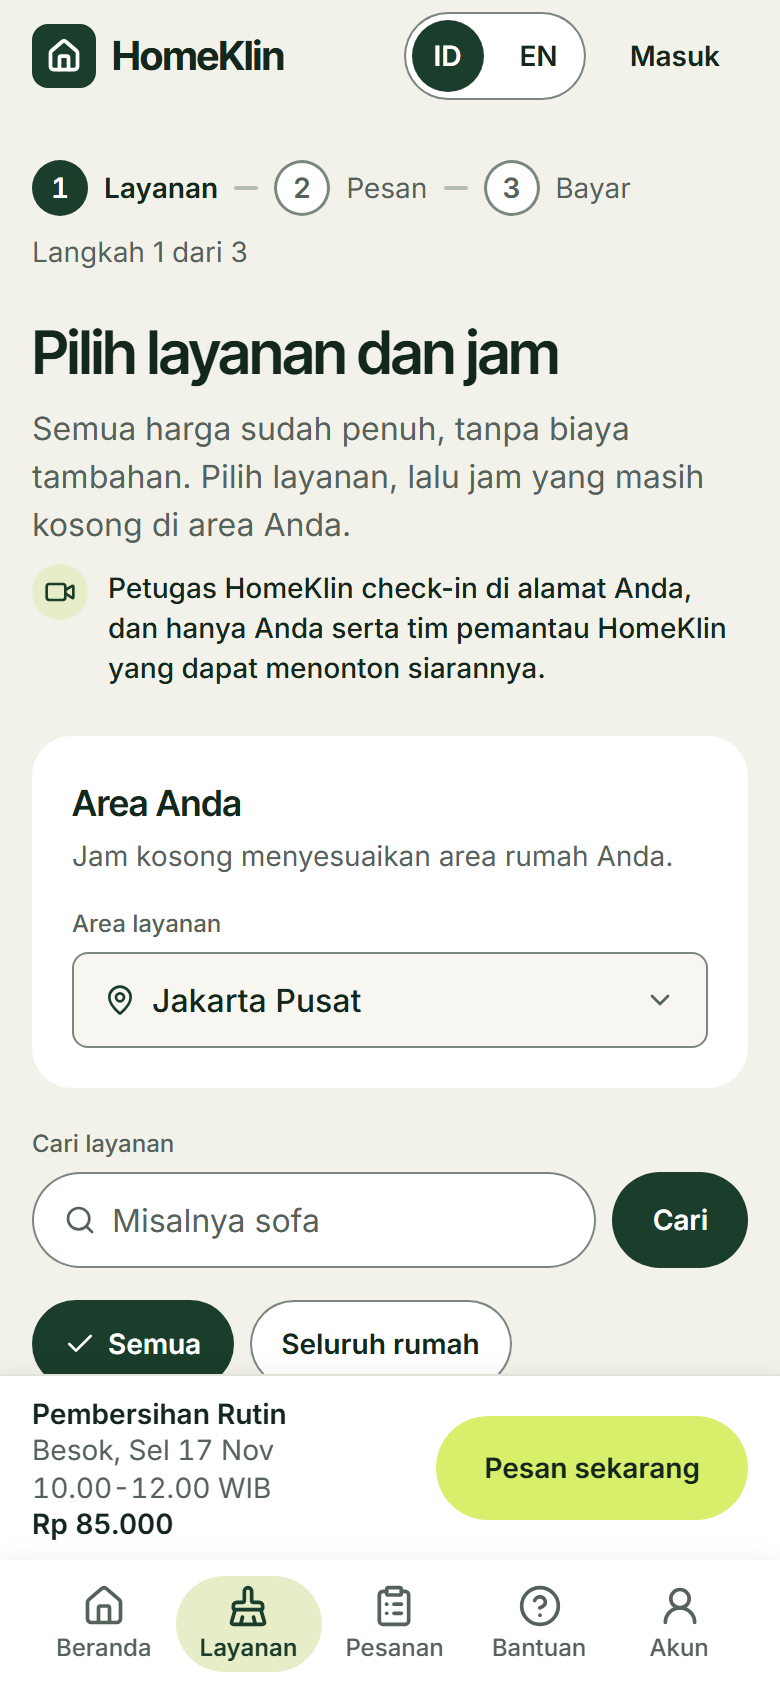 HomeKlin
ID EN
Masuk
1 Layanan
2 Pesan
3 Bayar
Langkah 1 dari 3
Pilih layanan dan jam
Semua harga sudah penuh, tanpa biaya
tambahan. Pilih layanan, lalu jam yang masih
kosong di area Anda.
Petugas HomeKlin check-in di alamat Anda,
dan hanya Anda serta tim pemantau HomeKlin
yang dapat menonton siarannya.
Area Anda
Jam kosong menyesuaikan area rumah Anda.
Area layanan
Jakarta Pusat
Cari layanan
Misalnya sofa
Cari
Semua
Seluruh rumah
Pembersihan Rutin
Besok, Sel 17 Nov
10.00-12.00 WIB
Rp 85.000
Pesan sekarang
Beranda
Layanan
Pesanan
Bantuan
Akun